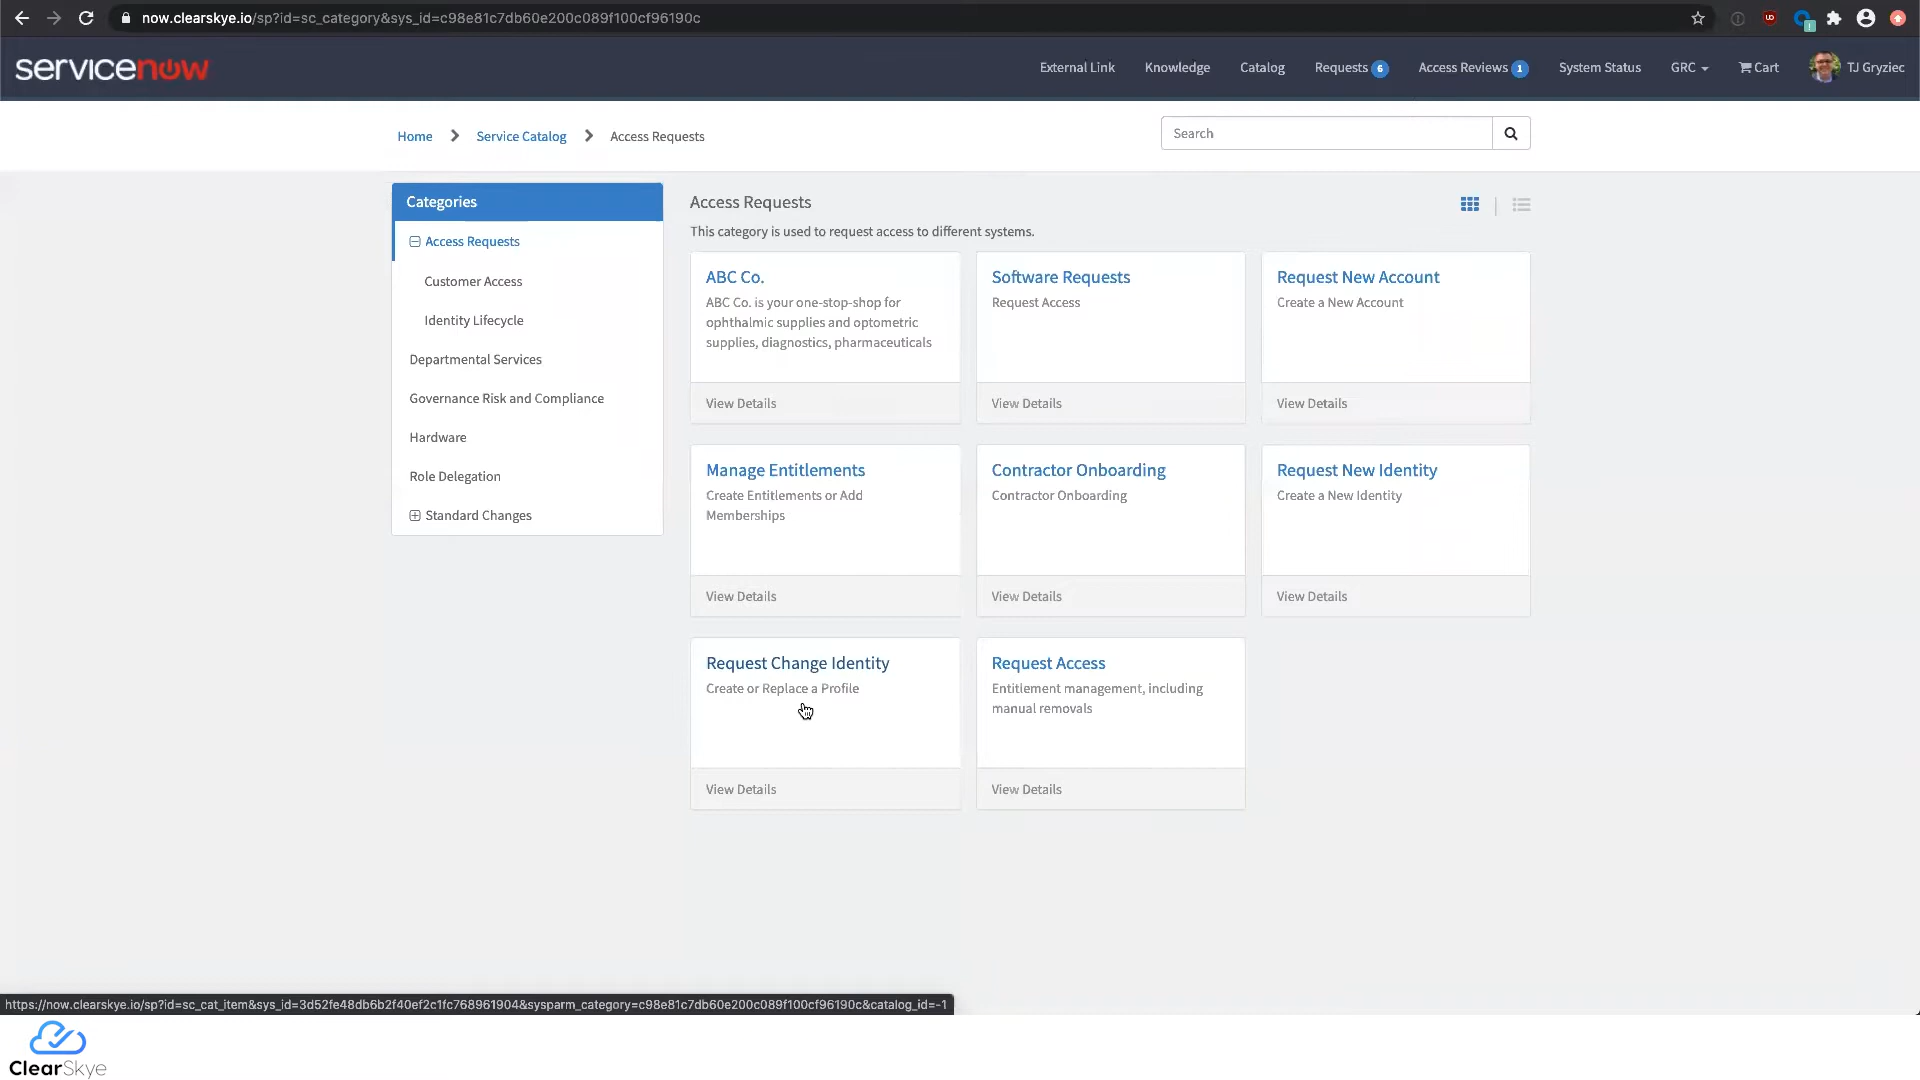 now.clearskye.io/sp?id=sc_category&sys_id=c98e81c7db60e200c089f100cf96190c
servicenow
External Link
Knowledge
Catalog
Requests 6
Access Reviews 1
System Status
GRC
Cart
TJ Gryziec
Home
Service Catalog
Access Requests
Search
Categories
Access Requests
Customer Access
Identity Lifecycle
Departmental Services
Governance Risk and Compliance
Hardware
Role Delegation
Standard Changes
Access Requests
This category is used to request access to different systems.
ABC Co.
ABC Co. is your one-stop-shop for
ophthalmic supplies and optometric
supplies, diagnostics, pharmaceuticals
View Details
Software Requests
Request Access
View Details
Request New Account
Create a New Account
View Details
Manage Entitlements
Create Entitlements or Add
Memberships
View Details
Contractor Onboarding
Contractor Onboarding
View Details
Request New Identity
Create a New Identity
View Details
Request Change Identity
Create or Replace a Profile
View Details
Request Access
Entitlement management, including
manual removals
View Details
https://now.clearskye.io/sp?id=sc_cat_item&sys_id=3d52fe48db6b2f40ef2c1fc768961904&sysparm_category=c98e81c7db60e200c089f100cf96190c&catalog_id=-1
ClearSkye